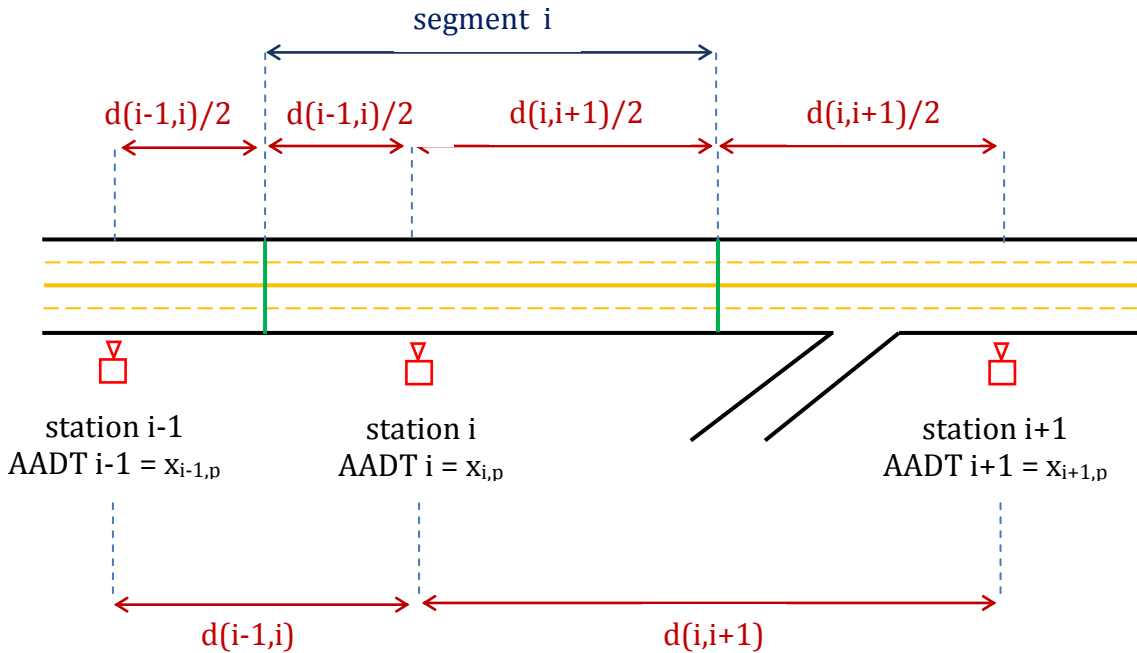 segment i
d(i-1,i)/2 d(i-1,i)/2 d(i,i+1)/2 d(i,i+1)/2
station i-1 station i station i+1
AADT i-1 = xi-1,p AADT i = xi,p AADT i+1 = xi+1,p
d(i-1,i) d(i,i+1)